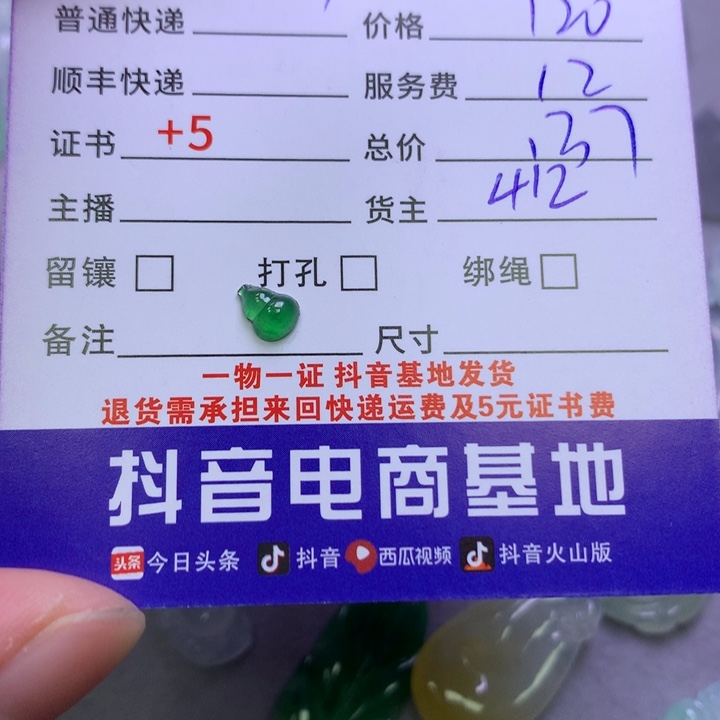 普通快递 价格 120
顺丰快递 服务费 12
证书 +5 总价 137
主播 货主 412
留镶 打孔 绑绳
备注 尺寸
一物一证 抖音基地发货
退货需承担来回快递运费及5元证书费
抖音电商基地
头条 今日头条 抖音 西瓜视频 抖音火山版